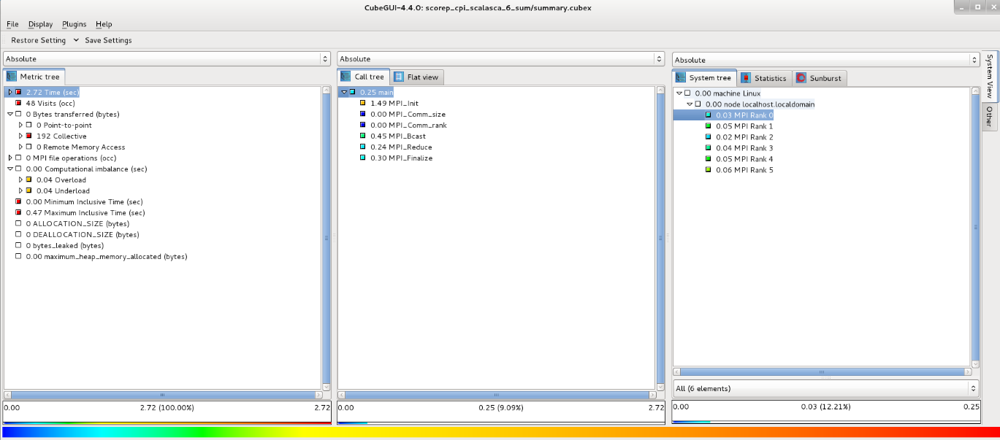 CubeGUI-4.4.0: scorep_cpi_scalasca_6_sum/summary.cubex
File Display Plugins Help
Restore Setting Save Settings
Absolute
Metric tree
2.72 Time (sec)
48 Visits (occ)
0 Bytes transferred (bytes)
0 Point-to-point
192 Collective
0 Remote Memory Access
0 MPI file operations (occ)
0.00 Computational imbalance (sec)
0.04 Overload
0.04 Underload
0.00 Minimum Inclusive Time (sec)
0.47 Maximum Inclusive Time (sec)
0 ALLOCATION_SIZE (bytes)
0 DEALLOCATION_SIZE (bytes)
0 bytes_leaked (bytes)
0.00 maximum_heap_memory_allocated (bytes)
0.00 2.72 (100.00%) 2.72
Absolute
Call tree Flat view
0.25 main
1.49 MPI_Init
0.00 MPI_Comm_size
0.00 MPI_Comm_rank
0.45 MPI_Bcast
0.24 MPI_Reduce
0.30 MPI_Finalize
0.00 0.25 (9.09%) 2.72
Absolute
System tree Statistics Sunburst
0.00 machine Linux
0.00 node localhost.localdomain
0.03 MPI Rank 0
0.05 MPI Rank 1
0.02 MPI Rank 2
0.04 MPI Rank 3
0.05 MPI Rank 4
0.06 MPI Rank 5
All (6 elements)
0.00 0.03 (12.21%) 0.25
System View
Other